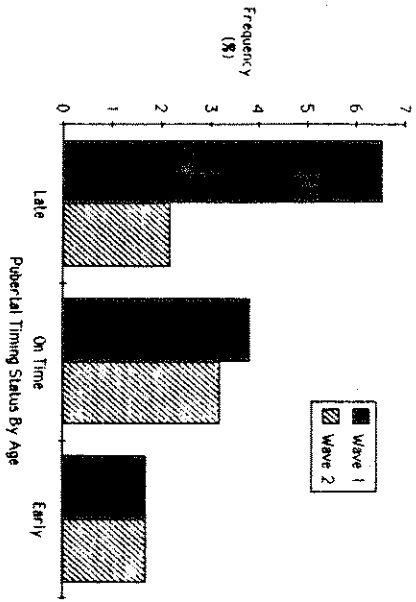 Frequency
(%)
7
6
5
4
3
2
1
0
Late
On Time
Early
Pubertal Timing Status By Age
Wave 1
Wave 2